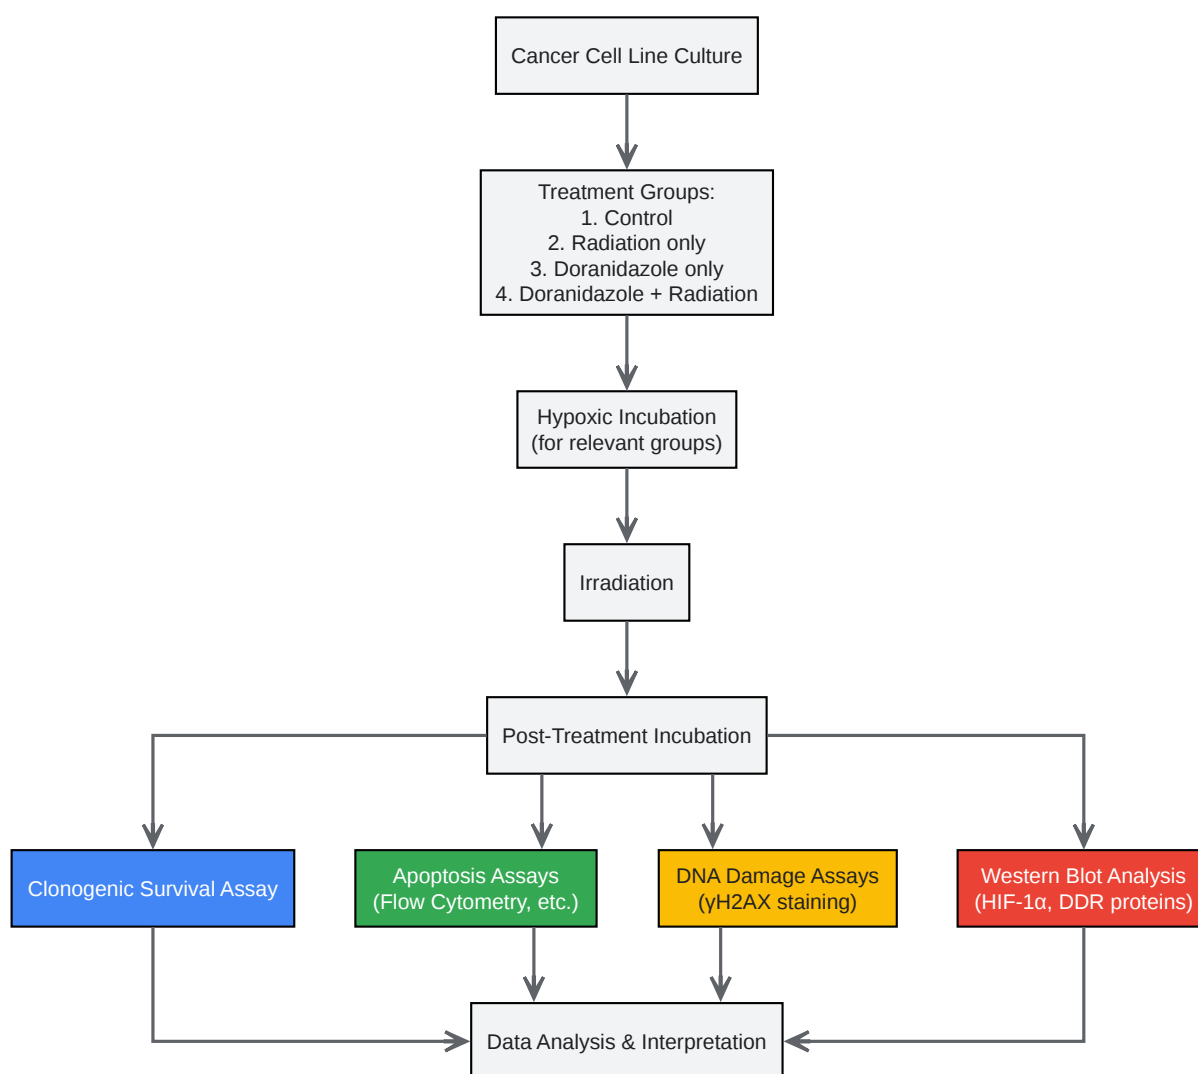 Cancer Cell Line Culture
Treatment Groups:
1. Control
2. Radiation only
3. Doranidazole only
4. Doranidazole + Radiation
Hypoxic Incubation
(for relevant groups)
Irradiation
Post-Treatment Incubation
Clonogenic Survival Assay
Apoptosis Assays
(Flow Cytometry, etc.)
DNA Damage Assays
(γH2AX staining)
Western Blot Analysis
(HIF-1α, DDR proteins)
Data Analysis & Interpretation